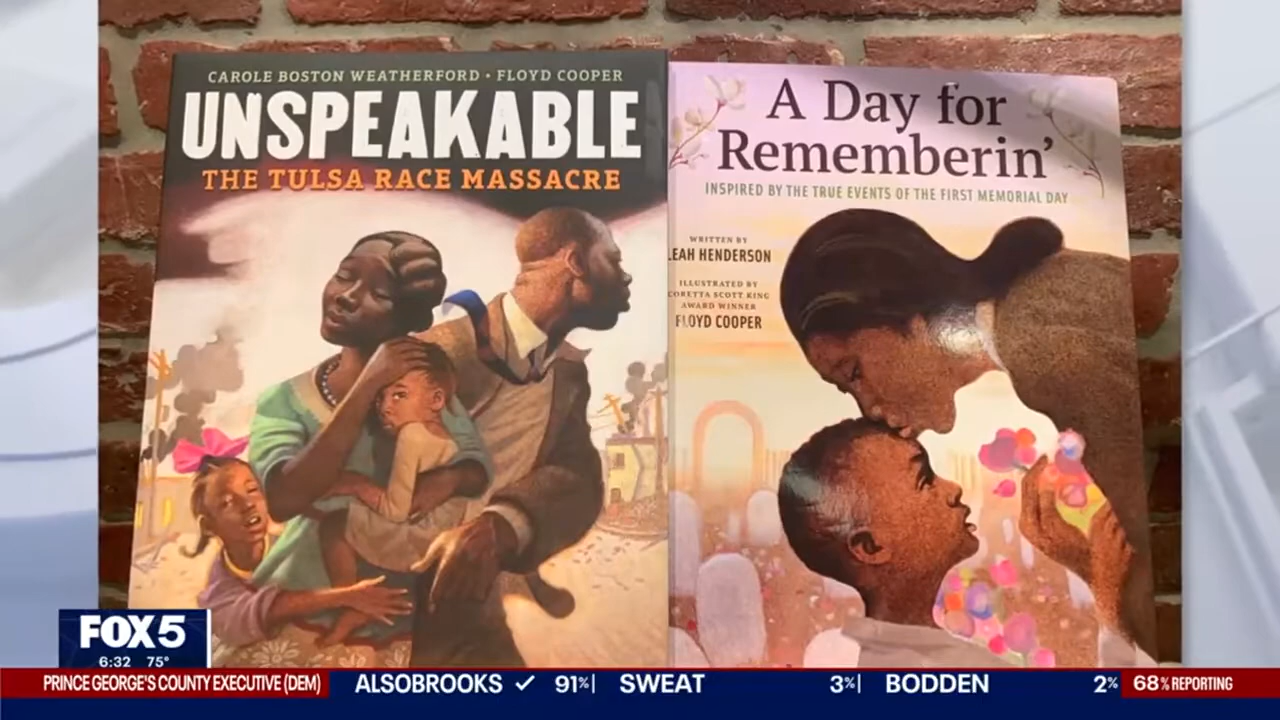 CAROLE BOSTON WEATHERFORD • FLOYD COOPER
UNSPEAKABLE
THE TULSA RACE MASSACRE
A Day for
Rememberin'
INSPIRED BY THE TRUE EVENTS OF THE FIRST MEMORIAL DAY
WRITTEN BY
LEAH HENDERSON
ILLUSTRATED BY
CORETTA SCOTT KING
AWARD WINNER
FLOYD COOPER
FOX 5
6:32 75°
PRINCE GEORGE'S COUNTY EXECUTIVE (DEM) ALSOBROOKS ✓ 91% SWEAT 3% BODDEN 2% 68% REPORTING